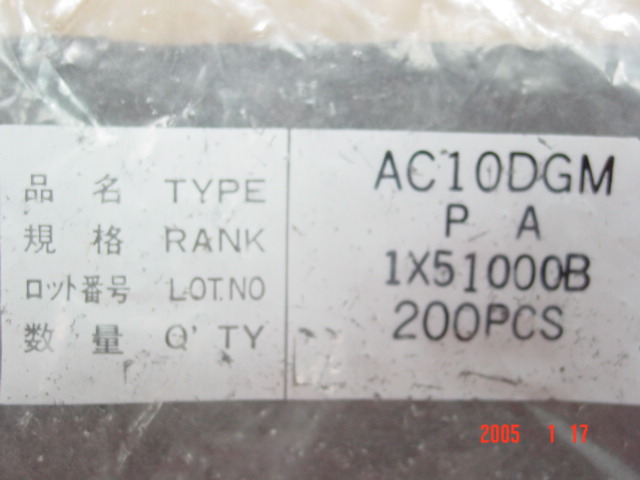 品名 TYPE AC10DGM
規格 RANK P A
ロット番号 LOT.NO 1X51000B
数量 Q'TY 200PCS
2005 1 17